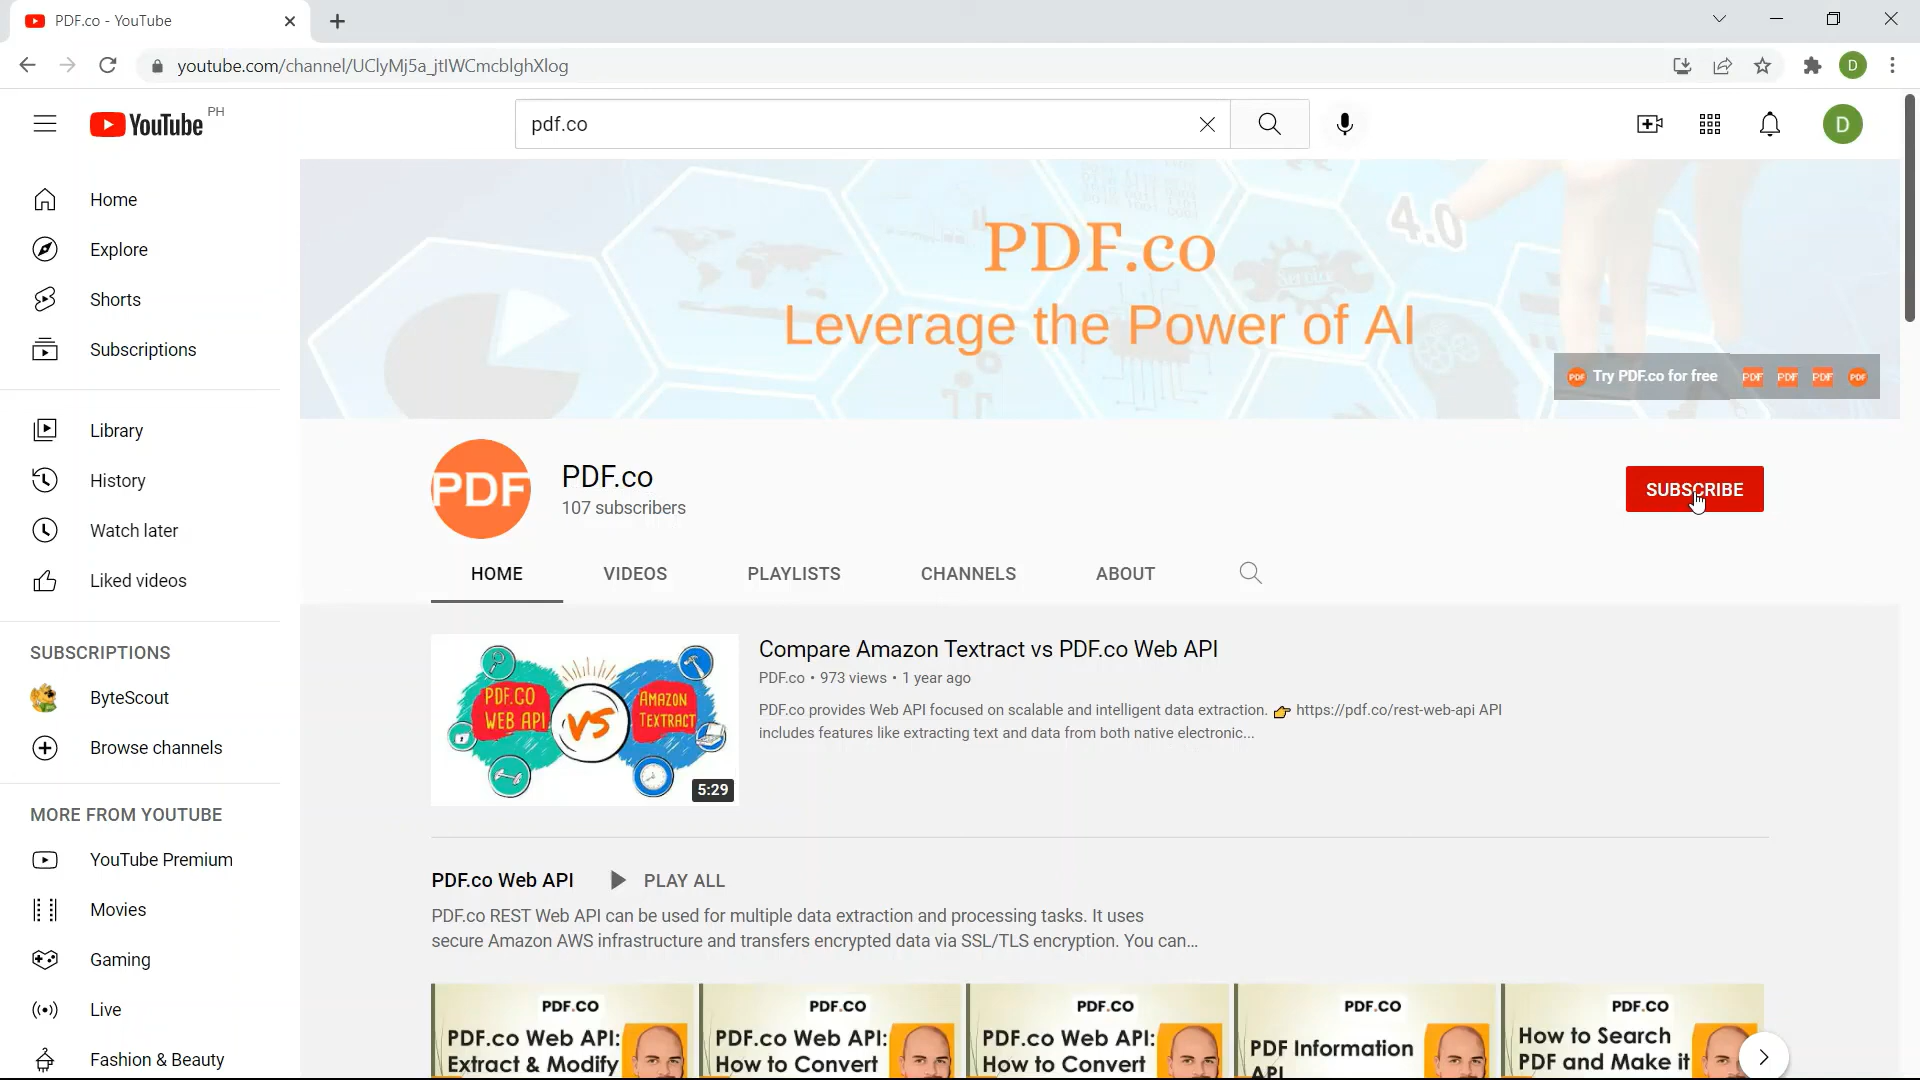 PDF.co - YouTube
youtube.com/channel/UClyMj5a_jtlWCmcblghXlog
D
YouTube PH
pdf.co
D
Home
Explore
Shorts
Subscriptions
Library
History
Watch later
Liked videos
SUBSCRIPTIONS
ByteScout
Browse channels
MORE FROM YOUTUBE
YouTube Premium
Movies
Gaming
Live
Fashion & Beauty
4.0
PDF.co
Leverage the Power of AI
PDF Try PDF.co for free PDF PDF PDF PDF
PDF
PDF.co
107 subscribers
SUBSCRIBE
HOME VIDEOS PLAYLISTS CHANNELS ABOUT
PDF.CO
WEB API
VS
AMAZON
TEXTRACT
5:29
Compare Amazon Textract vs PDF.co Web API
PDF.co • 973 views • 1 year ago
PDF.co provides Web API focused on scalable and intelligent data extraction. 👉 https://pdf.co/rest-web-api API
includes features like extracting text and data from both native electronic...
PDF.co Web API PLAY ALL
PDF.co REST Web API can be used for multiple data extraction and processing tasks. It uses
secure Amazon AWS infrastructure and transfers encrypted data via SSL/TLS encryption. You can...
PDF.CO
PDF.co Web API:
Extract & Modify
PDF.CO
PDF.co Web API:
How to Convert
PDF.CO
PDF.co Web API:
How to Convert
PDF.CO
PDF Information
API
PDF.CO
How to Search
PDF and Make it